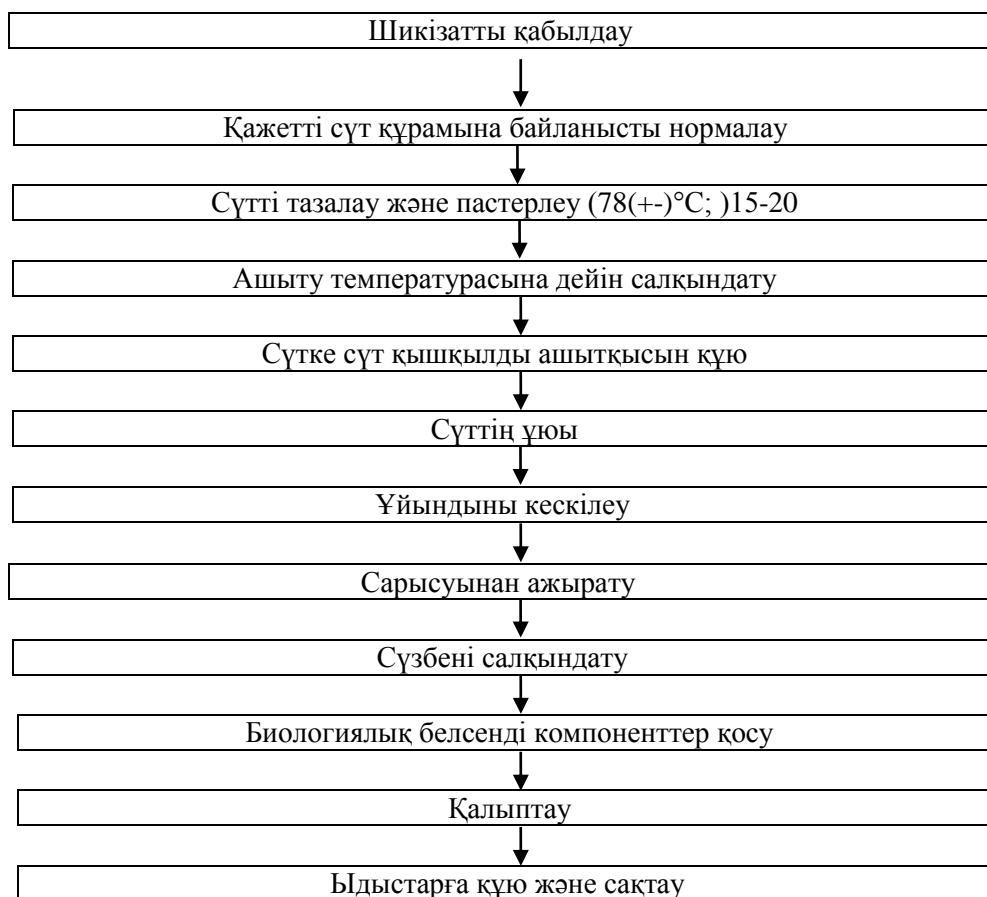 Шикізатты қабылдау
Қажетті сүт құрамына байланысты нормалау
Сүтті тазалау және пастерлеу (78(+-)°C; )15-20
Ашыту температурасына дейін салқындату
Сүтке сүт қышқылды ашытқысын құю
Сүттің ұюы
Ұйындыны кескілеу
Сарысуынан ажырату
Сүзбені салқындату
Биологиялық белсенді компоненттер қосу
Қалыптау
Ыдыстарға құю және сақтау